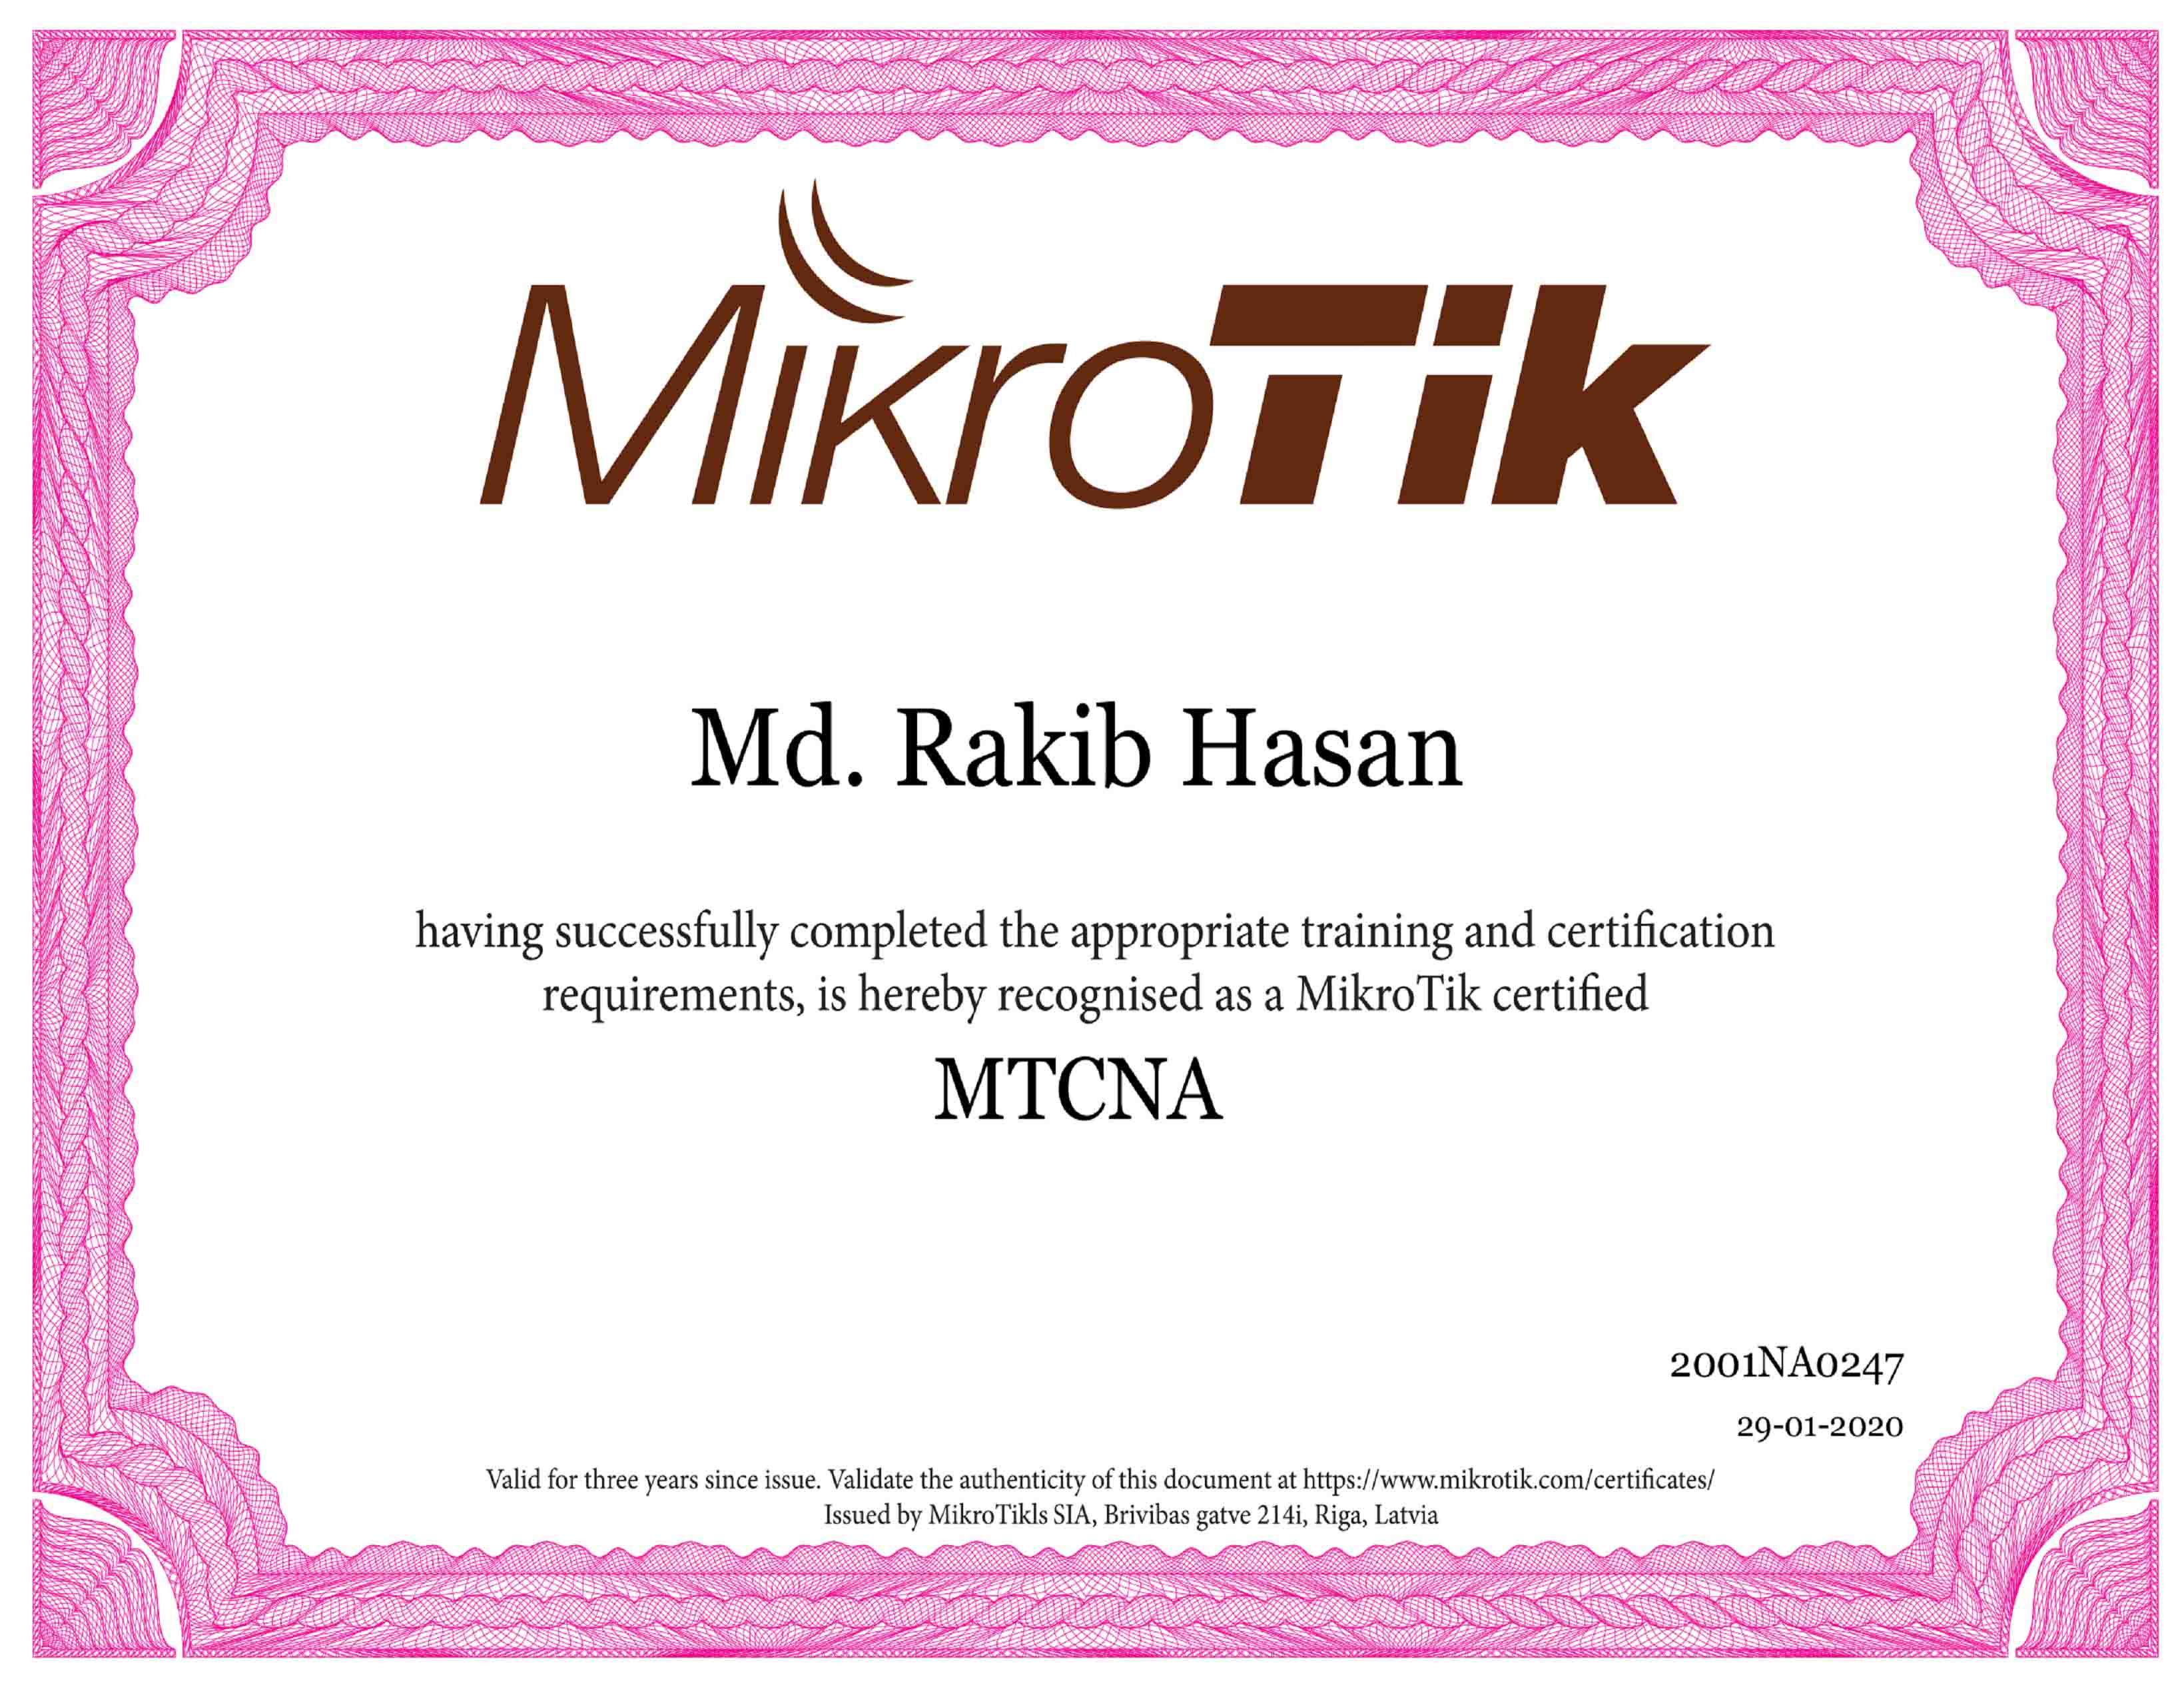 MikroTik
Md. Rakib Hasan
having successfully completed the appropriate training and certification
requirements, is hereby recognised as a MikroTik certified
MTCNA
2001NA0247
29-01-2020
Valid for three years since issue. Validate the authenticity of this document at https://www.mikrotik.com/certificates/
Issued by MikroTikls SIA, Brivibas gatve 214i, Riga, Latvia